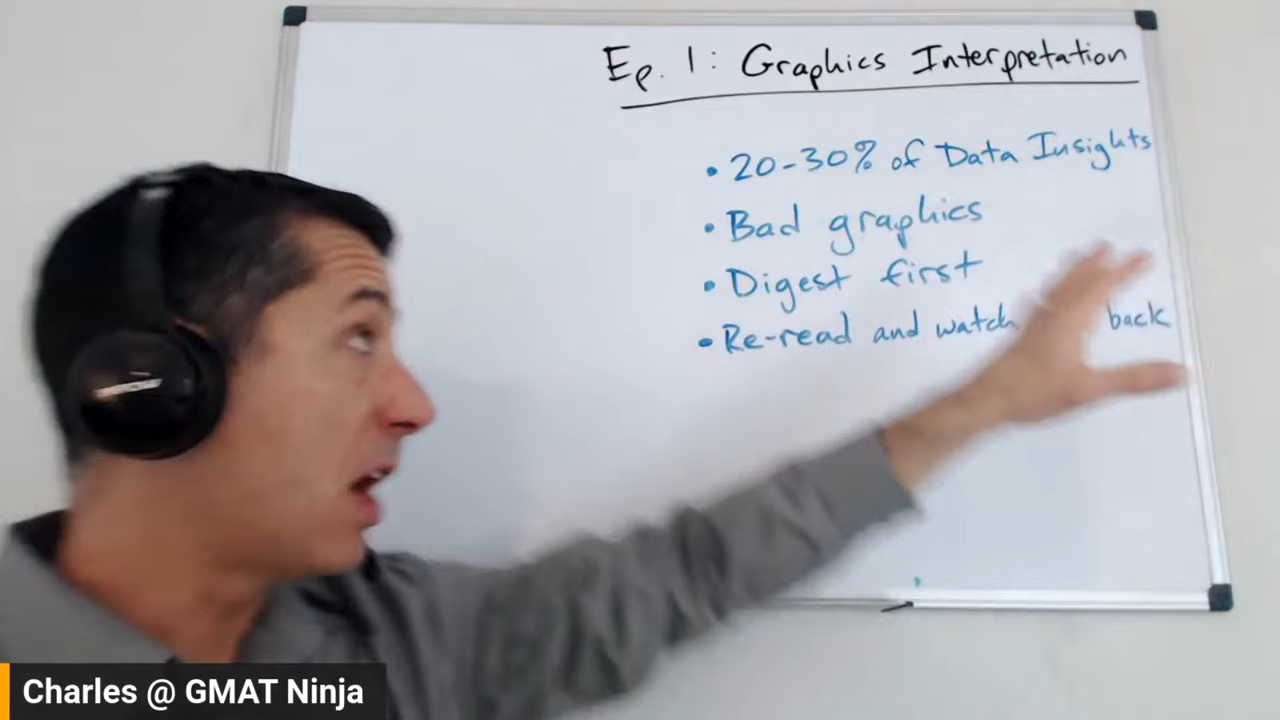 Ep. 1: Graphics Interpretation
• 20-30% of Data Insights
• Bad graphics
• Digest first
• Re-read and watch back
Charles @ GMAT Ninja